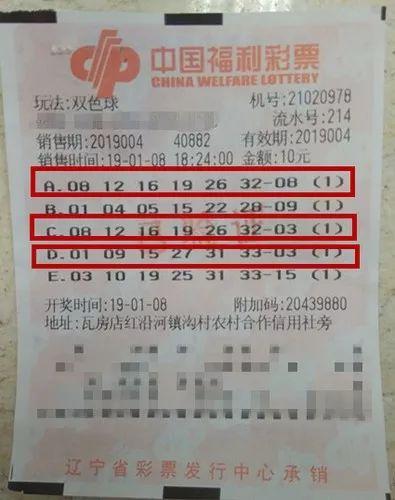 中国福利彩票
CHINA WELFARE LOTTERY
玩法:双色球 机号:21020978
流水号:214
销售期:2019004 40882 有效期:2019004
销售时间:19-01-08 18:24:00 金额:10元
A.08 12 16 19 26 32-08 (1)
B.01 04 05 15 22 28-09 (1)
C.08 12 16 19 26 32-03 (1)
D.01 09 15 27 31 33-03 (1)
E.03 10 19 25 31 33-15 (1)
开奖时间:19-01-08 附加码:20439880
地址:瓦房店红沿河镇沟村农村合作信用社旁
辽宁省彩票发行中心承销